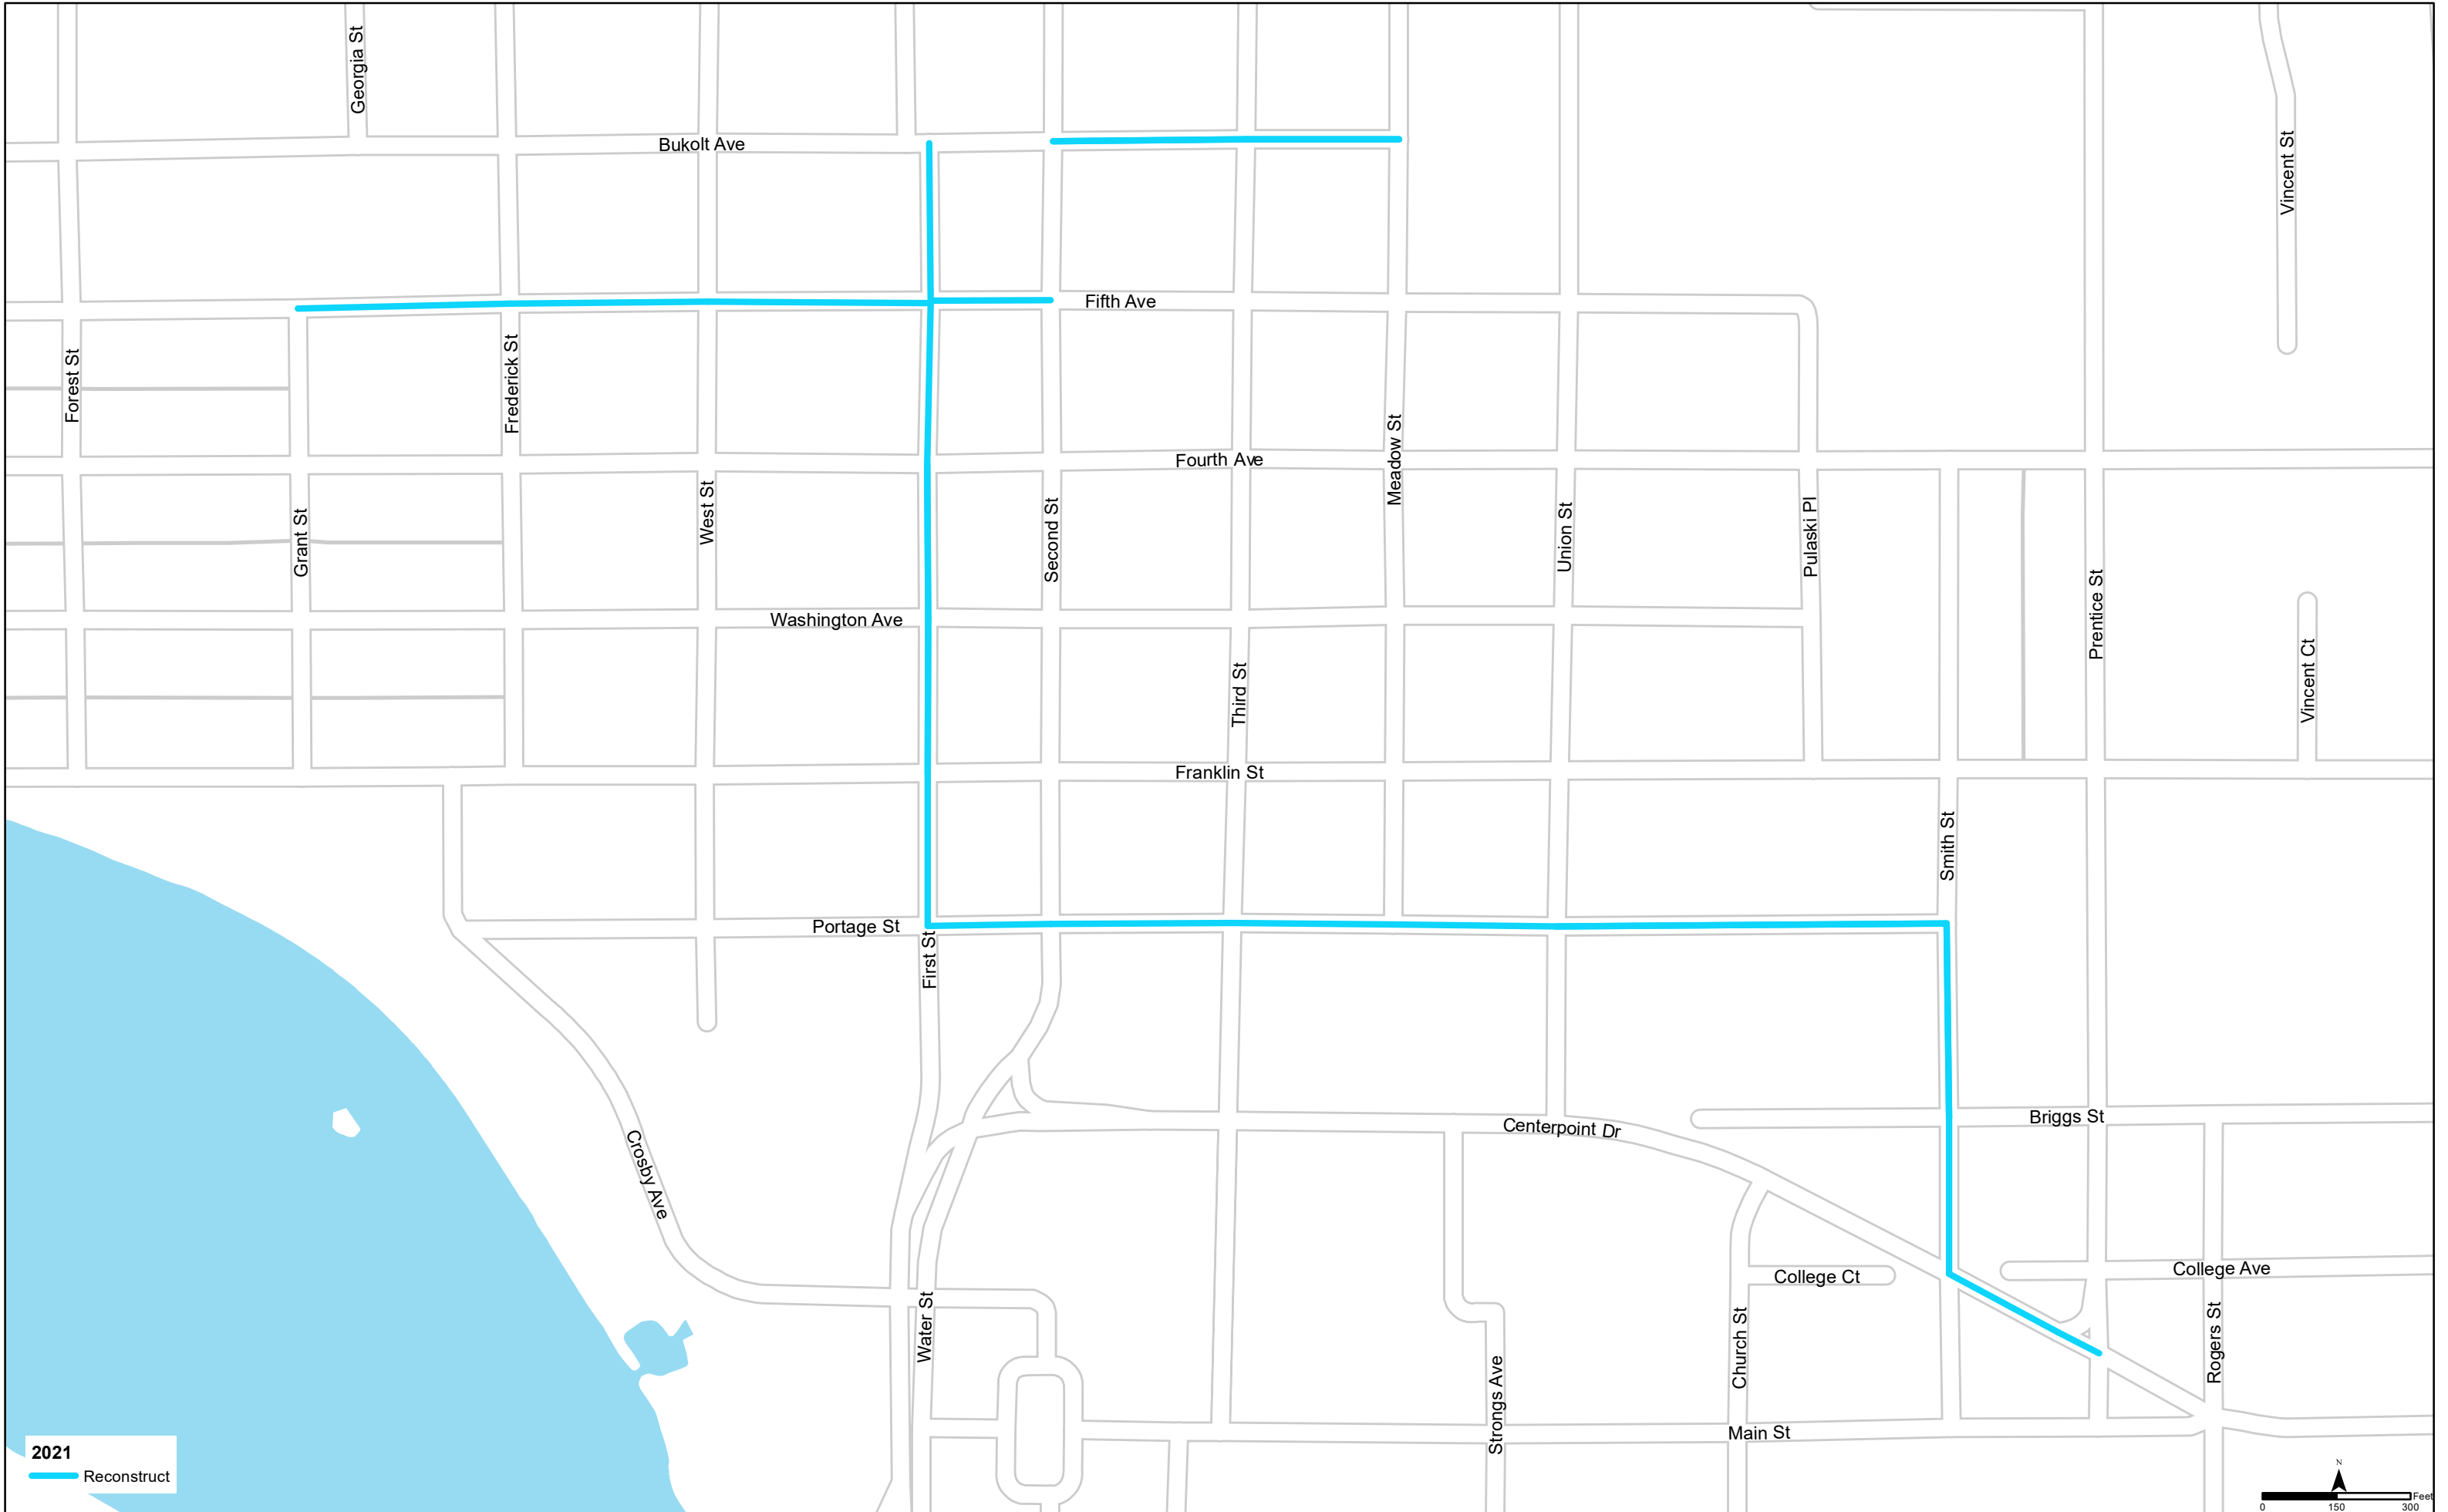 Georgia St
Bukolt Ave
Vincent St
Fifth Ave
Forest St
Frederick St
Meadow St
Fourth Ave
Grant St
West St
Second St
Union St
Pulaski Pl
Prentice St
Washington Ave
Third St
Vincent Ct
Franklin St
Smith St
Portage St
First St
Briggs St
Centerpoint Dr
Crosby Ave
College Ave
College Ct
Water St
Church St
Rogers St
Strongs Ave
Main St
2021
Reconstruct
N
Feet
0 150 300